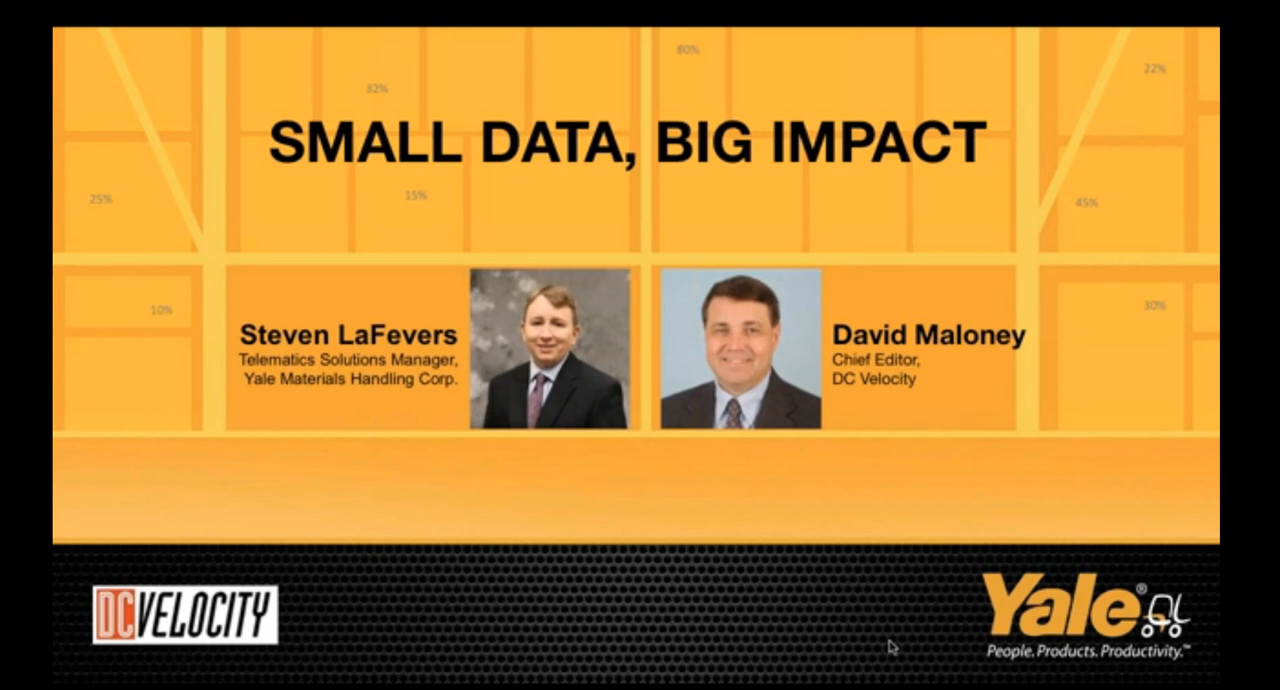 80%
22%
32%
SMALL DATA, BIG IMPACT
25%
15%
45%
10%
30%
Steven LaFevers
Telematics Solutions Manager,
Yale Materials Handling Corp.
David Maloney
Chief Editor,
DC Velocity
DCVELOCITY
Yale®
People. Products. Productivity.™